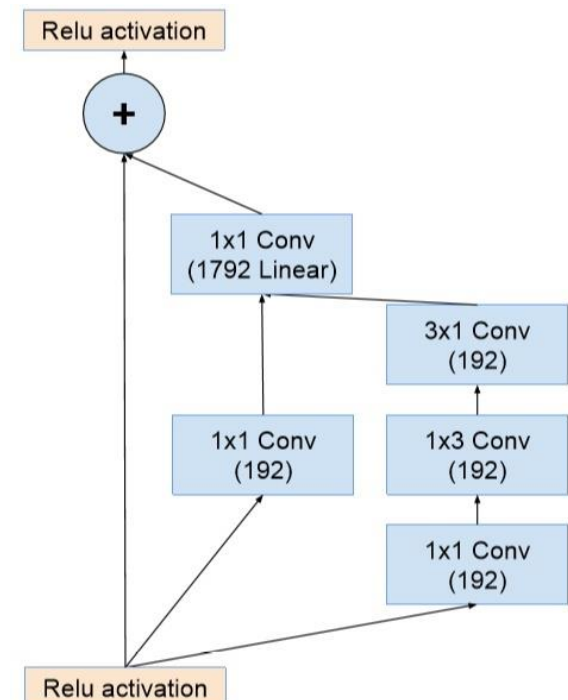 Relu activation
+
1x1 Conv
(1792 Linear)
3x1 Conv
(192)
1x1 Conv
(192)
1x3 Conv
(192)
1x1 Conv
(192)
Relu activation